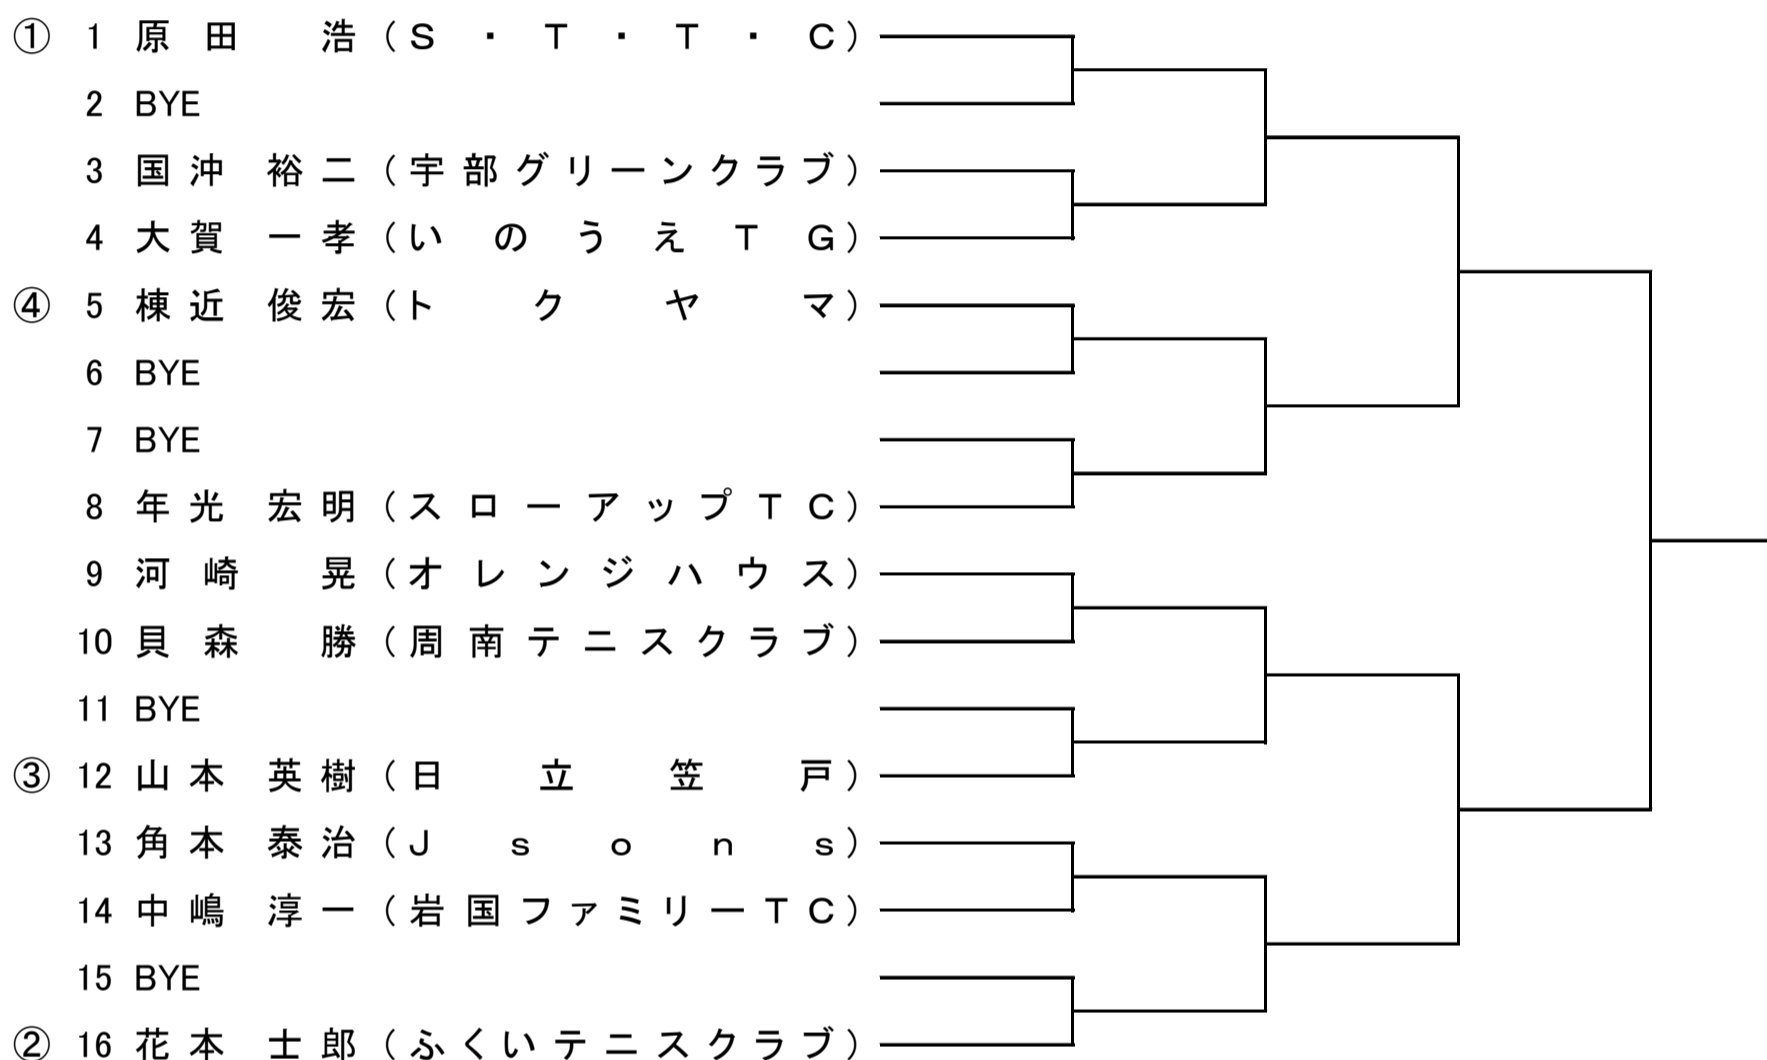 ① 1 原田 浩 (S・T・T・C)
2 BYE
3 国沖 裕二 (宇部グリーンクラブ)
4 大賀 一孝 (いのうえTG)
④ 5 棟近 俊宏 (トクヤマ)
6 BYE
7 BYE
8 年光 宏明 (スローアップTC)
9 河崎 晃 (オレンジハウス)
10 貝森 勝 (周南テニスクラブ)
11 BYE
③ 12 山本 英樹 (日立笠戸)
13 角本 泰治 (Jsons)
14 中嶋 淳一 (岩国ファミリーTC)
15 BYE
② 16 花本 士郎 (ふくいテニスクラブ)